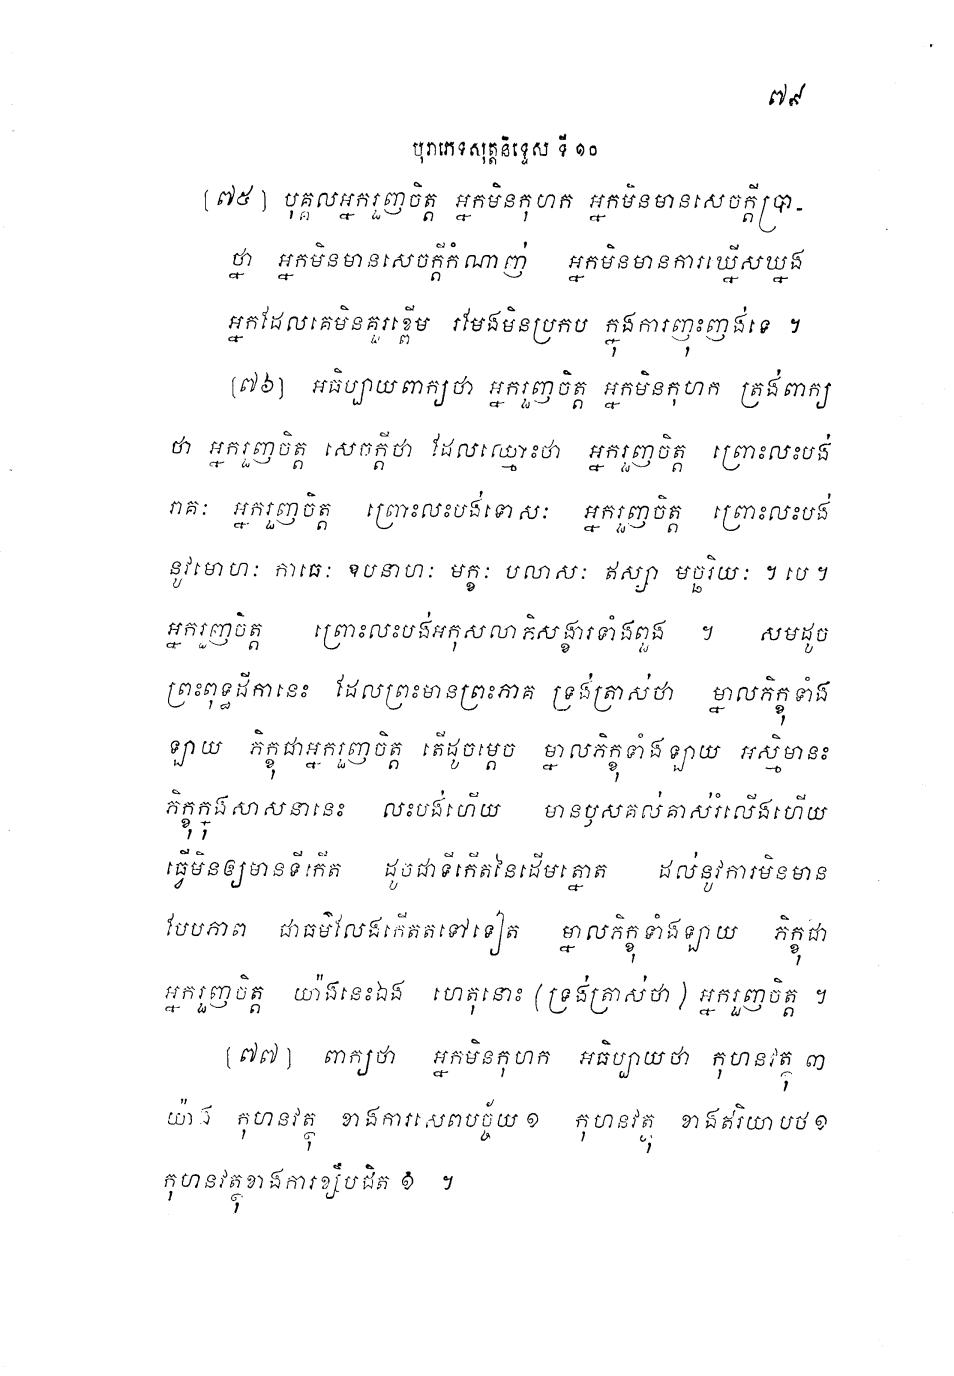 ៧៩
បុរាភេទសុត្តនិទ្ទេស ទី ១០
(៧៥) បុគ្គលអ្នករួញចិត្ត អ្នកមិនកុហក អ្នកមិនមានសេចក្តីប្រា-
ថ្នា អ្នកមិនមានសេចក្តីកំណាញ់ អ្នកមិនមានការឃ្នើសឃ្នង
អ្នកដែលគេមិនគួរខ្ពើម រមែងមិនប្រកប ក្នុងការញុះញង់ទេ ។
(៧៦) អធិប្បាយពាក្យថា អ្នករួញចិត្ត អ្នកមិនកុហក ត្រង់ពាក្យ
ថា អ្នករួញចិត្ត សេចក្តីថា ដែលឈ្មោះថា អ្នករួញចិត្ត ព្រោះលះបង់
រាគៈ អ្នករួញចិត្ត ព្រោះលះបង់ទោសៈ អ្នករួញចិត្ត ព្រោះលះបង់
នូវមោហៈ កោធៈ ឧបនាហៈ មក្ខៈ បលាសៈ ឥស្សា មច្ឆរិយៈ ។ បេ ។
អ្នករួញចិត្ត ព្រោះលះបង់អកុសលាភិសង្ខារទាំងពួង ។ សមដូច
ព្រះពុទ្ធដីកានេះ ដែលព្រះមានព្រះភាគ ទ្រង់ត្រាស់ថា ម្នាលភិក្ខុទាំង
ឡាយ ភិក្ខុជាអ្នករួញចិត្ត តើដូចម្តេច ម្នាលភិក្ខុទាំងឡាយ អស្មិមានះ
ភិក្ខុក្នុងសាសនានេះ លះបង់ហើយ មានឫសគល់គាស់រំលើងហើយ
ធ្វើមិនឲ្យមានទីកើត ដូចជាទីកើតនៃដើមត្នោត ដល់នូវការមិនមាន
បែបភាព ជាធម៌លែងកើតតទៅទៀត ម្នាលភិក្ខុទាំងឡាយ ភិក្ខុជា
អ្នករួញចិត្ត យ៉ាងនេះឯង ហេតុនោះ (ទ្រង់ត្រាស់ថា) អ្នករួញចិត្ត ។
(៧៧) ពាក្យថា អ្នកមិនកុហក អធិប្បាយថា កុហនវត្ថុ ៣
យ៉ាង កុហនវត្ថុ ខាងការសេពបច្ច័យ ១ កុហនវត្ថុ ខាងឥរិយាបថ ១
កុហនវត្ថុខាងការខ្សឹបជិត ១ ។